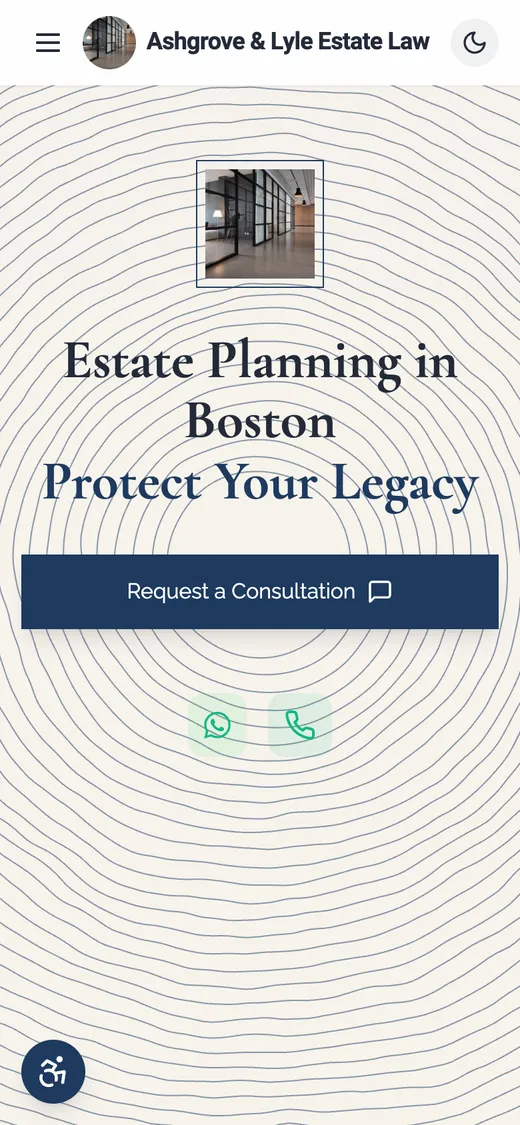 Ashgrove & Lyle Estate Law
Estate Planning in
Boston
Protect Your Legacy
Request a Consultation